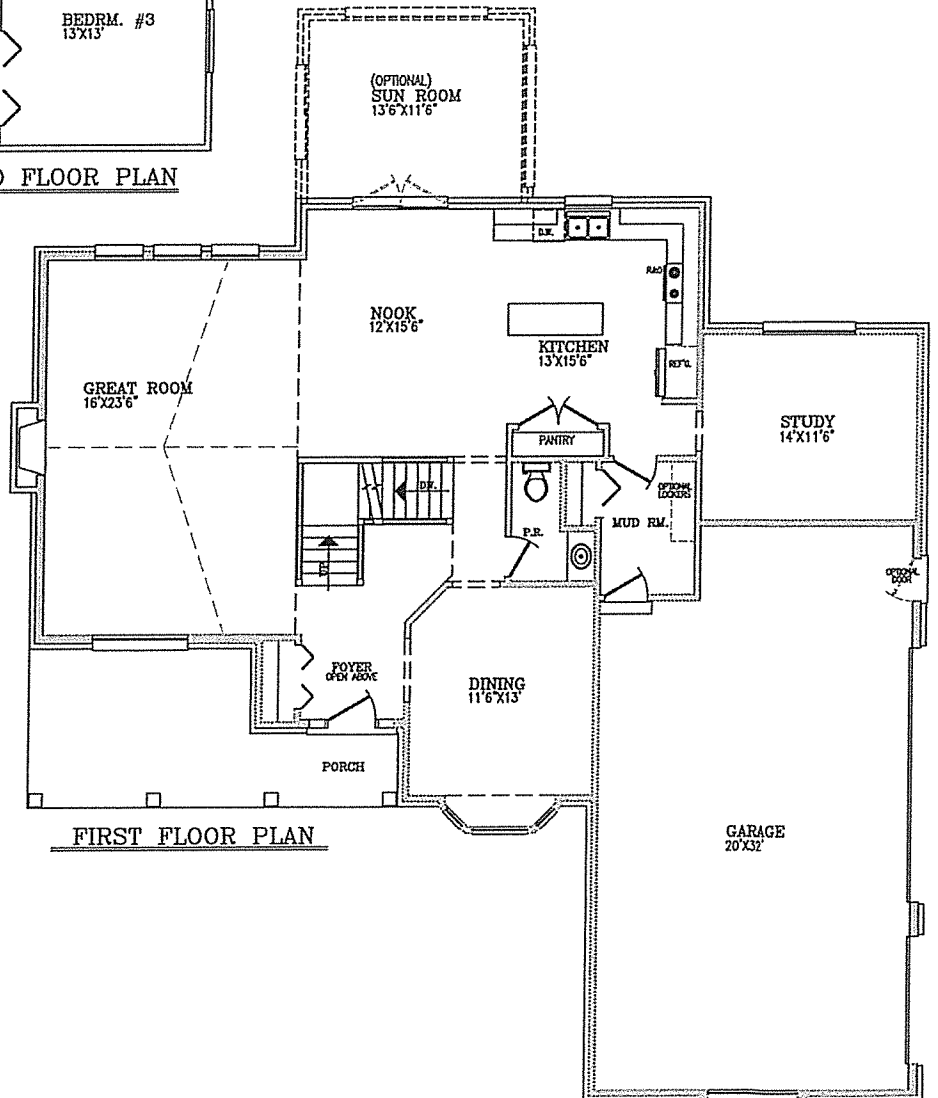 BEDRM. #3
13'X13'
FLOOR PLAN
(OPTIONAL)
SUN ROOM
13'6"X11'6"
D.W.
NOOK
12'X15'6"
KITCHEN
13'X15'6"
REF'G.
GREAT ROOM
16'X23'6"
PANTRY
STUDY
14'X11'6"
DN.
OPTIONAL
LOCKERS
MUD RM.
P.R.
UP
OPTIONAL
DOOR
FOYER
OPEN ABOVE
DINING
11'6"X13'
PORCH
FIRST FLOOR PLAN
GARAGE
20'X32'